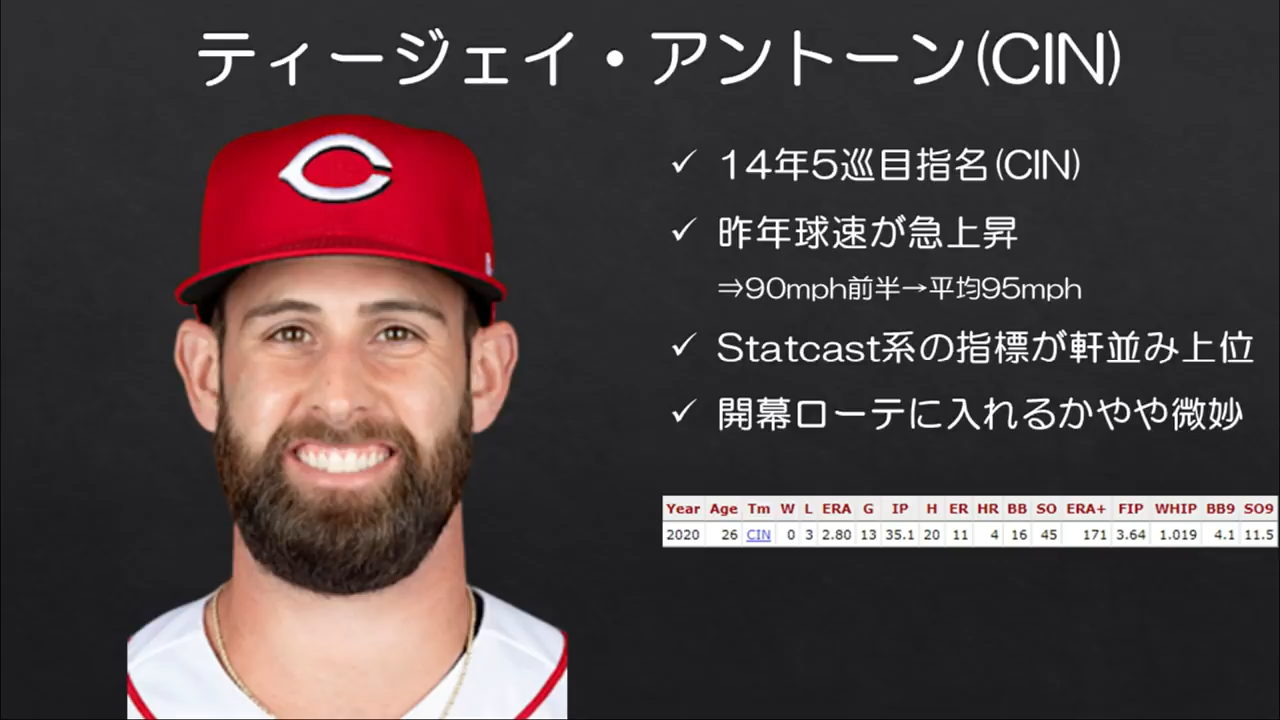 ティージェイ・アントーン(CIN)
✓ 14年5巡目指名(CIN)
✓ 昨年球速が急上昇
⇒90mph前半→平均95mph
✓ Statcast系の指標が軒並み上位
✓ 開幕ローテに入れるかやや微妙
Year Age Tm W L ERA G IP H ER HR BB SO ERA+ FIP WHIP BB9 SO9
2020 26 CIN 0 3 2.80 13 35.1 20 11 4 16 45 171 3.64 1.019 4.1 11.5